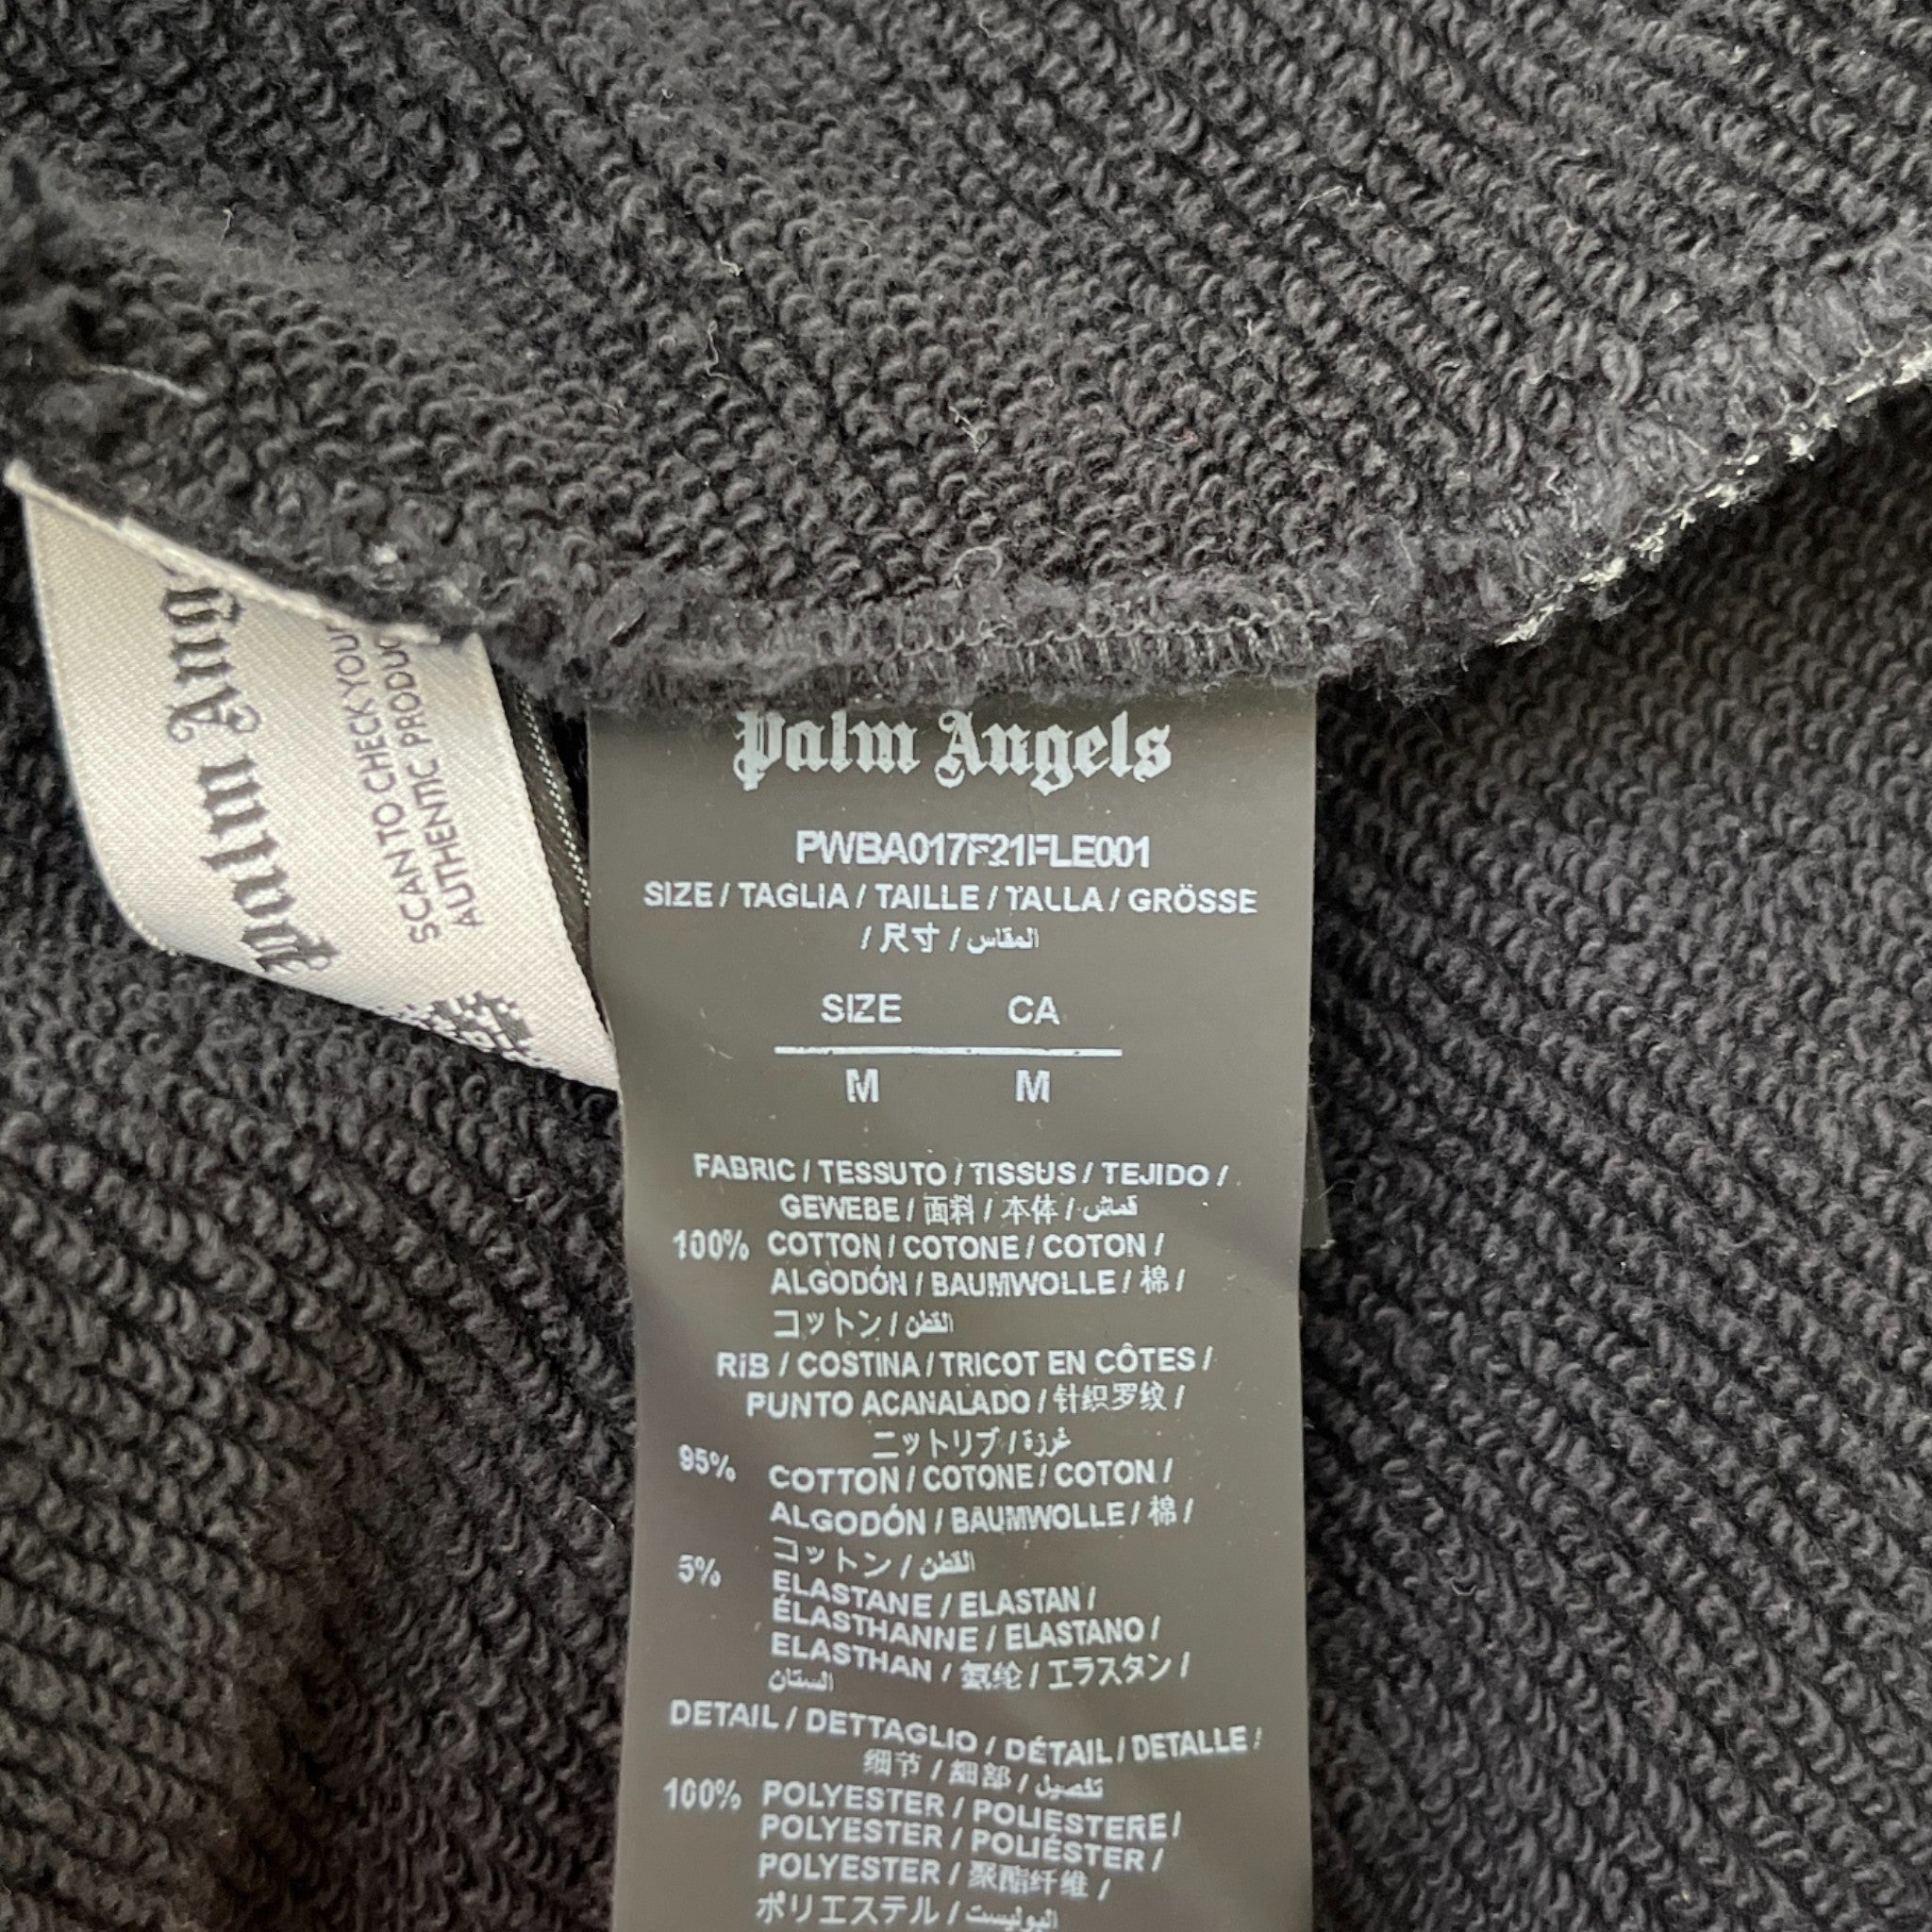 Palm Ang
SCAN TO CHECK YOUR
AUTHENTIC PRODUC
Palm Angels
PWBA017F21FLE001
SIZE / TAGLIA / TAILLE / TALLA / GRÖSSE
/ 尺寸 / المقاس
SIZE CA
M M
FABRIC / TESSUTO / TISSUS / TEJIDO /
GEWEBE / 面料 / 本体 / قماش
100% COTTON / COTONE / COTON /
ALGODÓN / BAUMWOLLE / 棉 /
コットン / القطن
RIB / COSTINA / TRICOT EN CÔTES /
PUNTO ACANALADO / 针织罗纹 /
ニットリブ / غرزة
95% COTTON / COTONE / COTON /
ALGODÓN / BAUMWOLLE / 棉 /
コットン / القطن
5% ELASTANE / ELASTAN /
ÉLASTHANNE / ELASTANO /
ELASTHAN / 氨纶 / エラスタン /
الستان
DETAIL / DETTAGLIO / DÉTAIL / DETALLE /
细节 / 細部 / تفصيل
100% POLYESTER / POLIESTERE /
POLYESTER / POLIÉSTER /
POLYESTER / 聚酯纤维 /
ポリエステル / البوليست